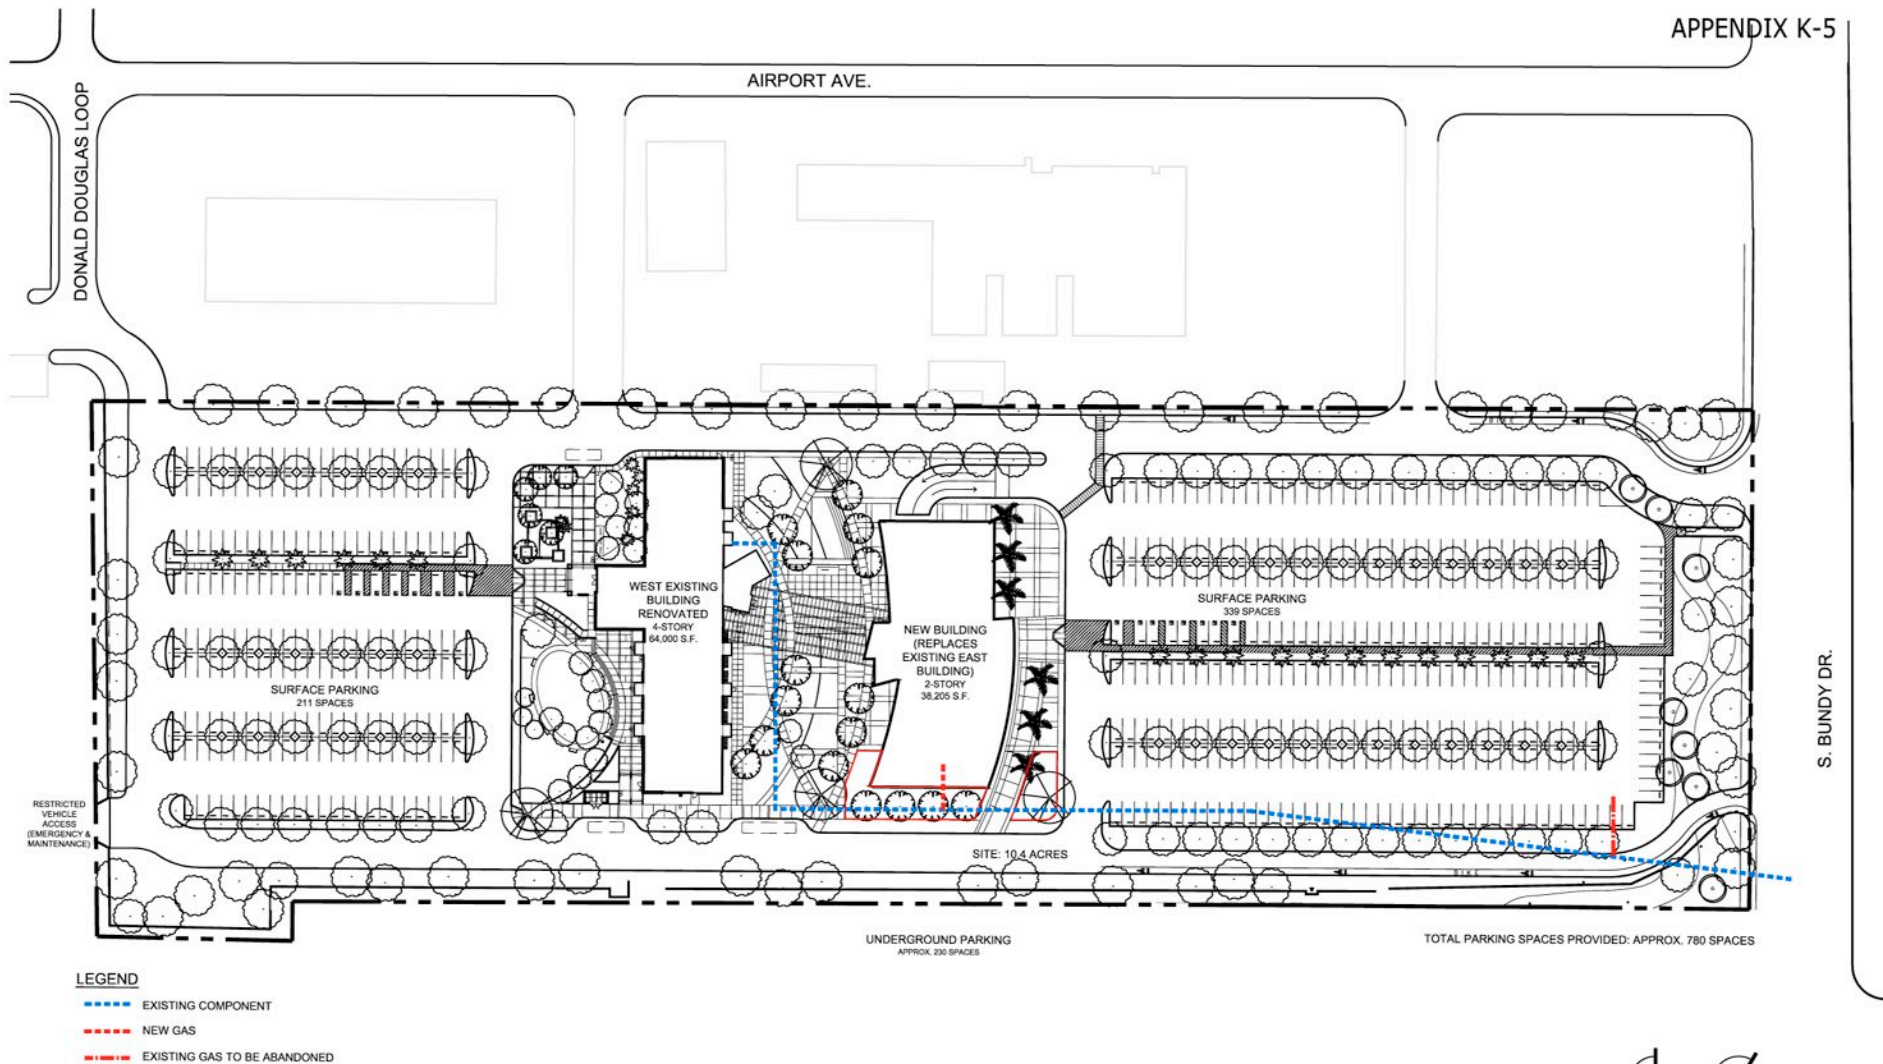 APPENDIX K-5
AIRPORT AVE.
DONALD DOUGLAS LOOP
WEST EXISTING
BUILDING
RENOVATED
4-STORY
64,000 S.F.
NEW BUILDING
(REPLACES
EXISTING EAST
BUILDING)
2-STORY
38,205 S.F.
SURFACE PARKING
339 SPACES
SURFACE PARKING
211 SPACES
S. BUNDY DR.
RESTRICTED
VEHICLE
ACCESS
(EMERGENCY &
MAINTENANCE)
SITE: 10.4 ACRES
UNDERGROUND PARKING
APPROX. 230 SPACES
TOTAL PARKING SPACES PROVIDED: APPROX. 780 SPACES
LEGEND
EXISTING COMPONENT
NEW GAS
EXISTING GAS TO BE ABANDONED